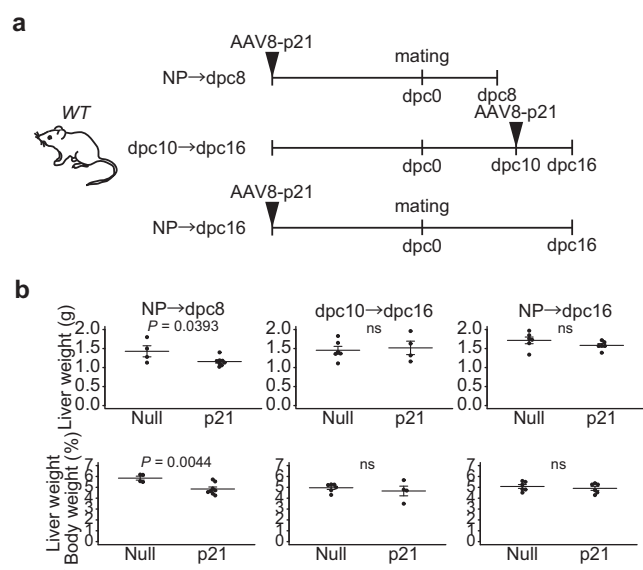 a
AAV8-p21
mating
NP→dpc8
dpc0
dpc8
WT
AAV8-p21
dpc10→dpc16
dpc0
dpc10
dpc16
AAV8-p21
mating
NP→dpc16
dpc0
dpc16
b
NP→dpc8
dpc10→dpc16
NP→dpc16
Liver weight (g)
2.0
1.5
1.0
0.5
0.0
P = 0.0393
Null
p21
2.0
1.5
1.0
0.5
0.0
ns
Null
p21
2.0
1.5
1.0
0.5
0.0
ns
Null
p21
Liver weight
Body weight (%)
7
6
5
4
3
2
1
0
P = 0.0044
Null
p21
7
6
5
4
3
2
1
0
ns
Null
p21
7
6
5
4
3
2
1
0
ns
Null
p21